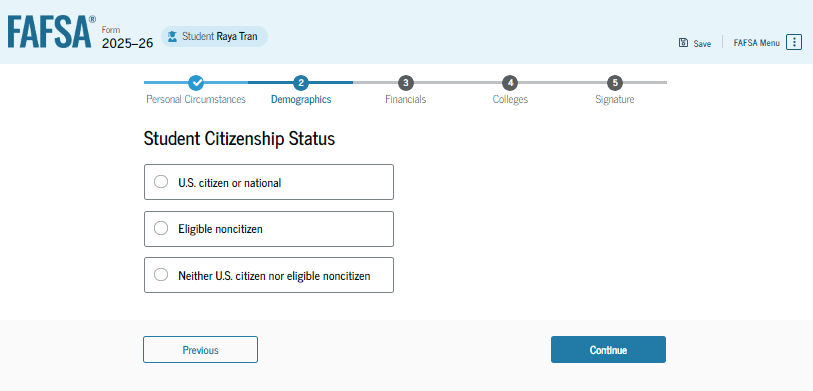 FAFSA®
Form
2025–26
Student Raya Tran
Save
FAFSA Menu
2
3
4
5
Personal Circumstances
Demographics
Financials
Colleges
Signature
Student Citizenship Status
U.S. citizen or national
Eligible noncitizen
Neither U.S. citizen nor eligible noncitizen
Previous
Continue